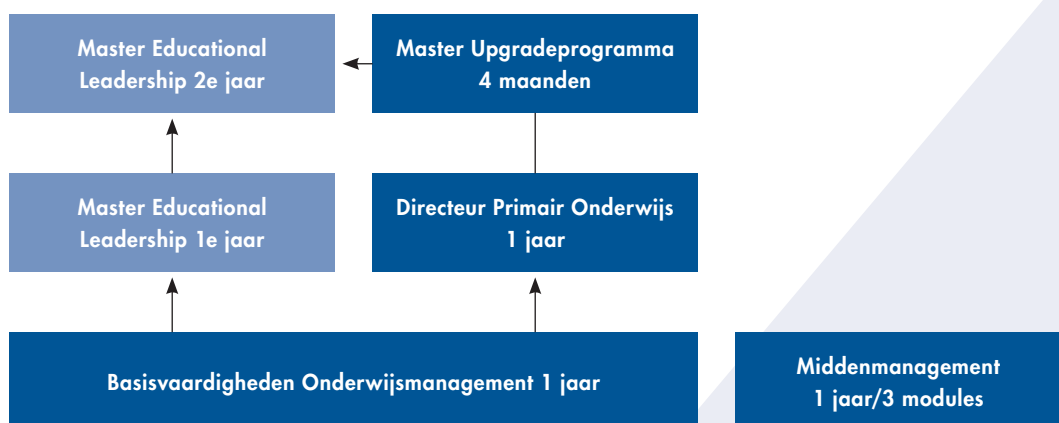 Master Educational
Leadership 2e jaar
Master Upgradeprogramma
4 maanden
Master Educational
Leadership 1e jaar
Directeur Primair Onderwijs
1 jaar
Basisvaardigheden Onderwijsmanagement 1 jaar
Middenmanagement
1 jaar/3 modules